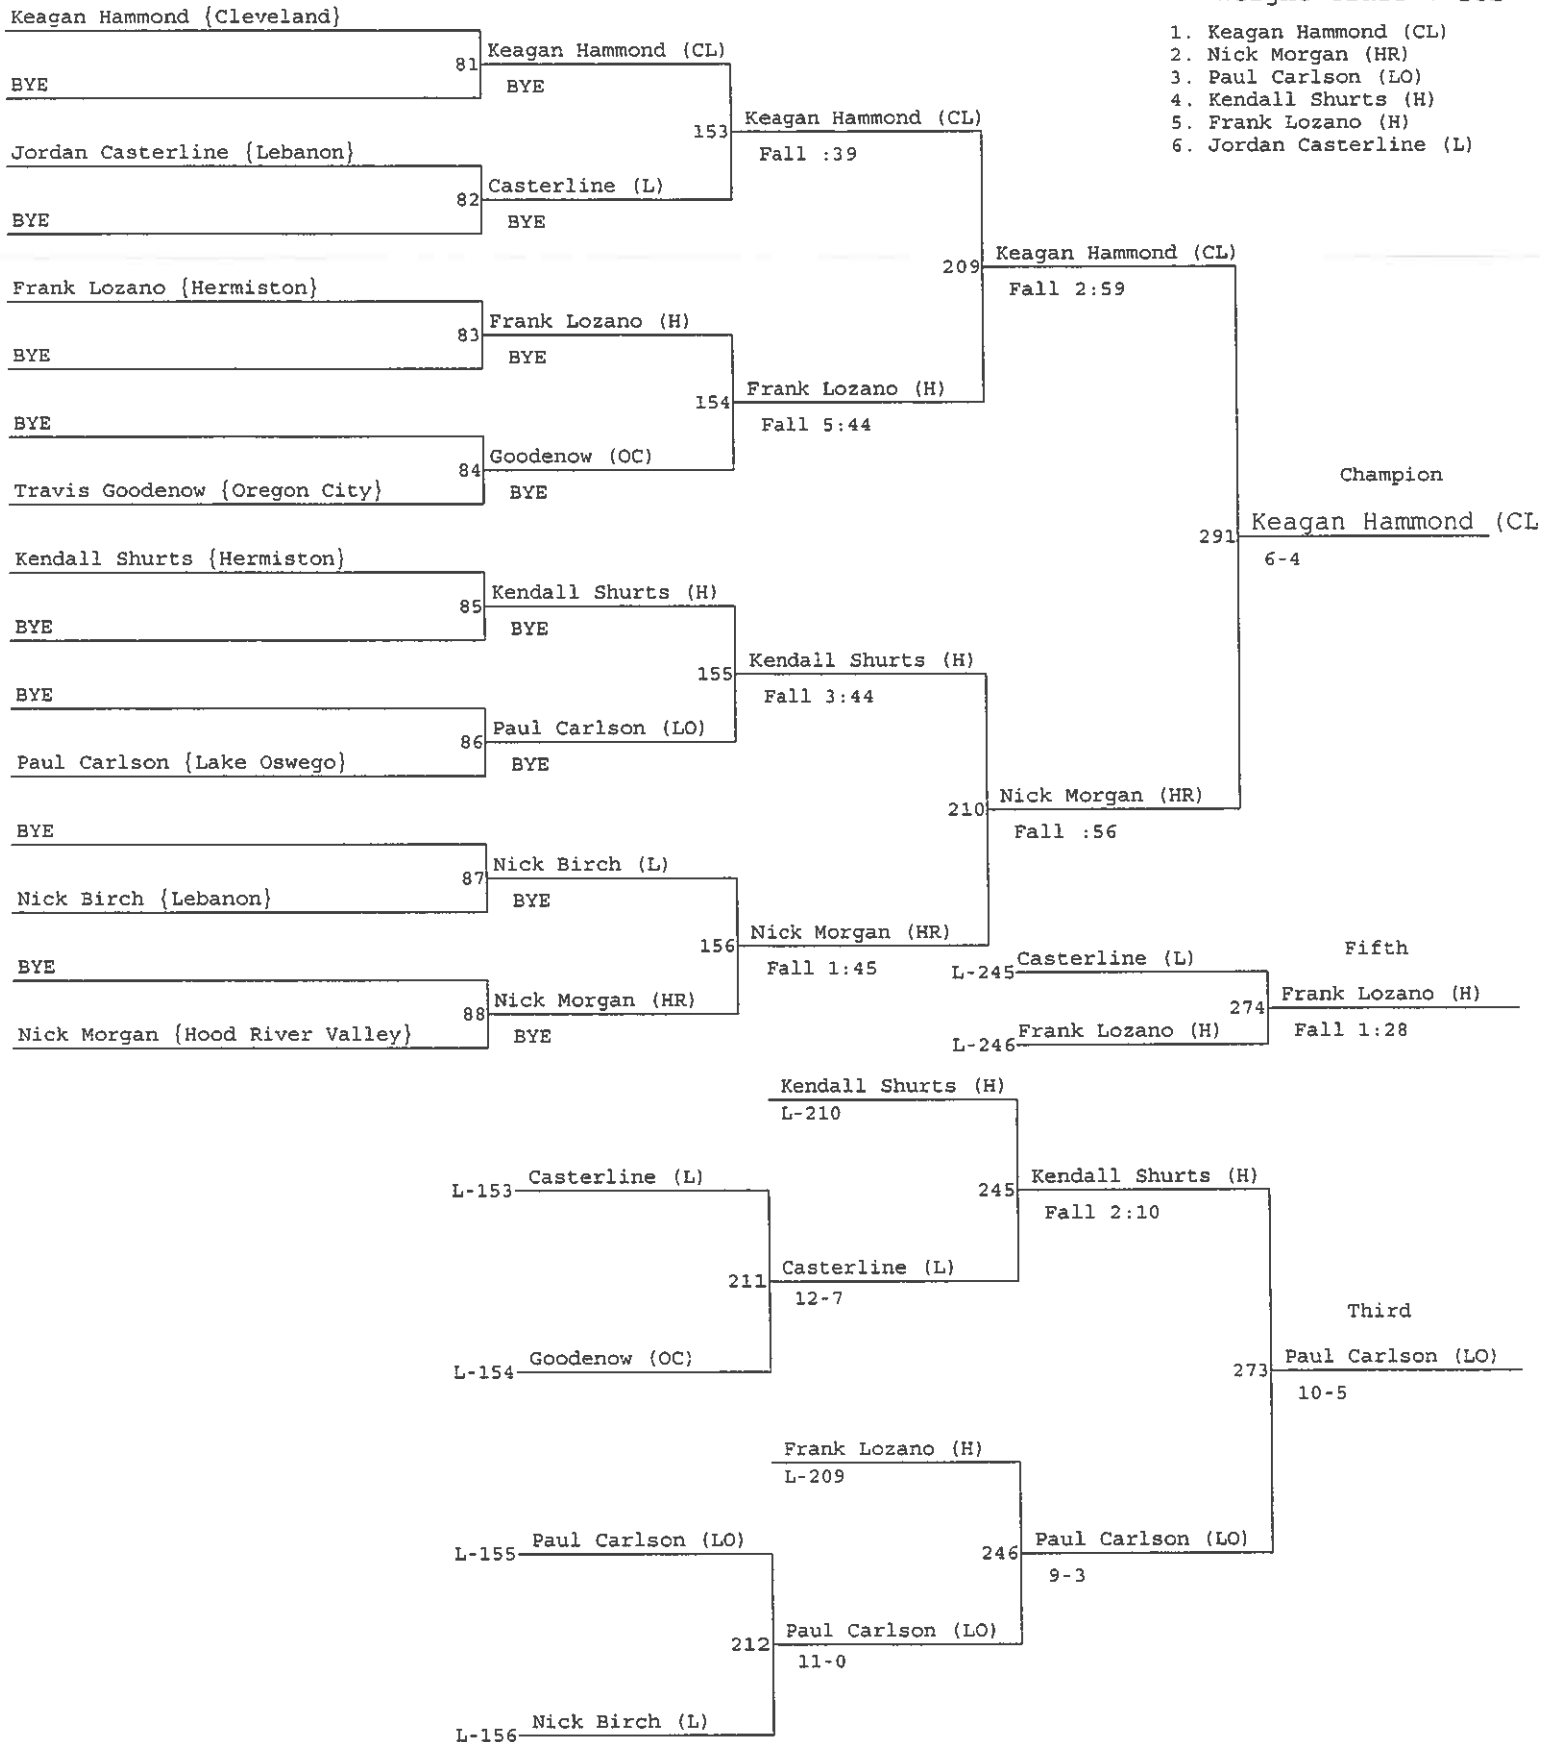 Keagan Hammond {Cleveland}
1. Keagan Hammond (CL)
2. Nick Morgan (HR)
3. Paul Carlson (LO)
4. Kendall Shurts (H)
5. Frank Lozano (H)
6. Jordan Casterline (L)
81
Keagan Hammond (CL)
BYE
BYE
153
Keagan Hammond (CL)
Fall :39
Jordan Casterline {Lebanon}
82
Casterline (L)
BYE
BYE
209
Keagan Hammond (CL)
Fall 2:59
Frank Lozano {Hermiston}
83
Frank Lozano (H)
BYE
BYE
154
Frank Lozano (H)
Fall 5:44
BYE
84
Goodenow (OC)
BYE
Travis Goodenow {Oregon City}
Champion
291
Keagan Hammond (CL
6-4
Kendall Shurts {Hermiston}
85
Kendall Shurts (H)
BYE
BYE
155
Kendall Shurts (H)
Fall 3:44
BYE
86
Paul Carlson (LO)
BYE
Paul Carlson {Lake Oswego}
210
Nick Morgan (HR)
Fall :56
BYE
87
Nick Birch (L)
BYE
Nick Birch {Lebanon}
156
Nick Morgan (HR)
Fall 1:45
BYE
88
Nick Morgan (HR)
BYE
Nick Morgan {Hood River Valley}
Fifth
L-245
Casterline (L)
274
Frank Lozano (H)
Fall 1:28
L-246
Frank Lozano (H)
Kendall Shurts (H)
L-210
L-153
Casterline (L)
245
Kendall Shurts (H)
Fall 2:10
211
Casterline (L)
12-7
L-154
Goodenow (OC)
Third
273
Paul Carlson (LO)
10-5
Frank Lozano (H)
L-209
L-155
Paul Carlson (LO)
246
Paul Carlson (LO)
9-3
212
Paul Carlson (LO)
11-0
L-156
Nick Birch (L)